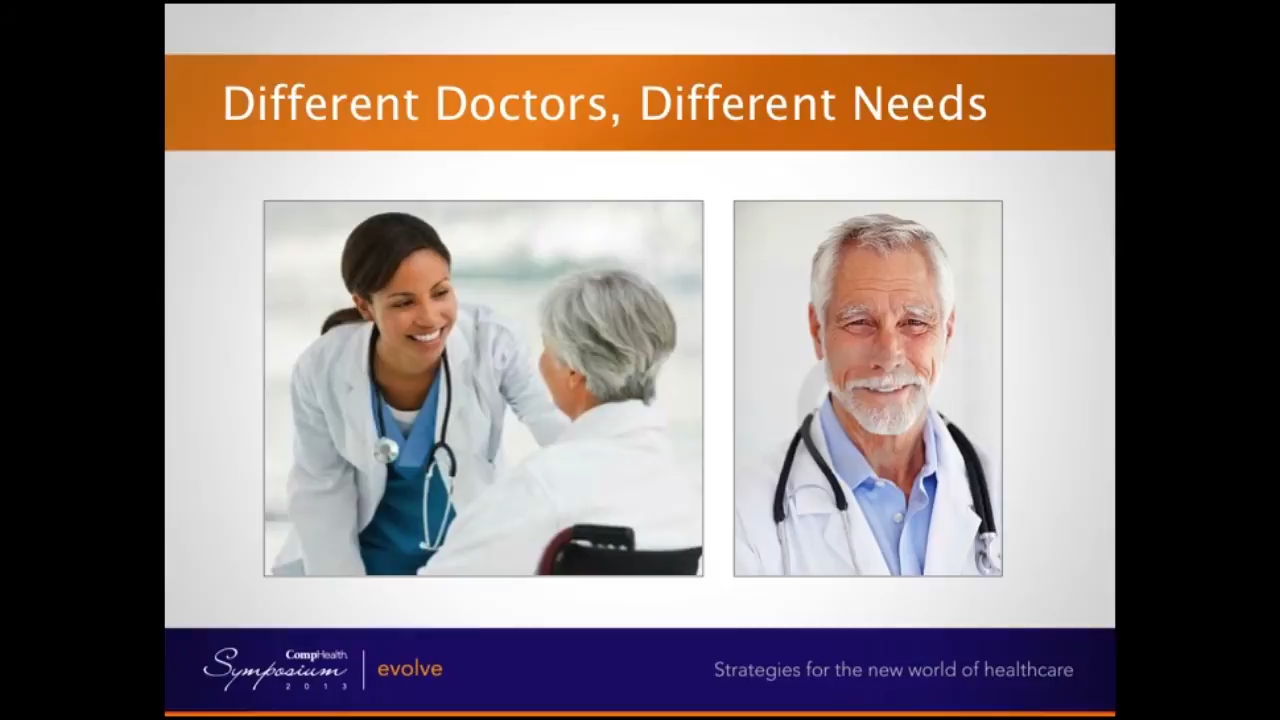 Different Doctors, Different Needs
CompHealth
Symposium
2013
evolve
Strategies for the new world of healthcare